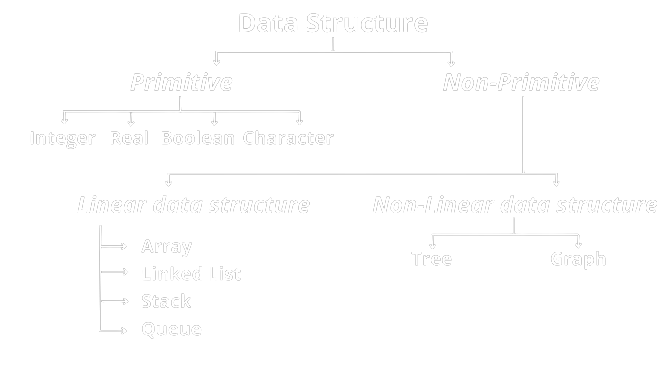 Data Structure
Primitive Non-Primitive
Integer Real Boolean Character
Linear data structure Non-Linear data structure
Array
Linked List
Stack
Queue
Tree Graph